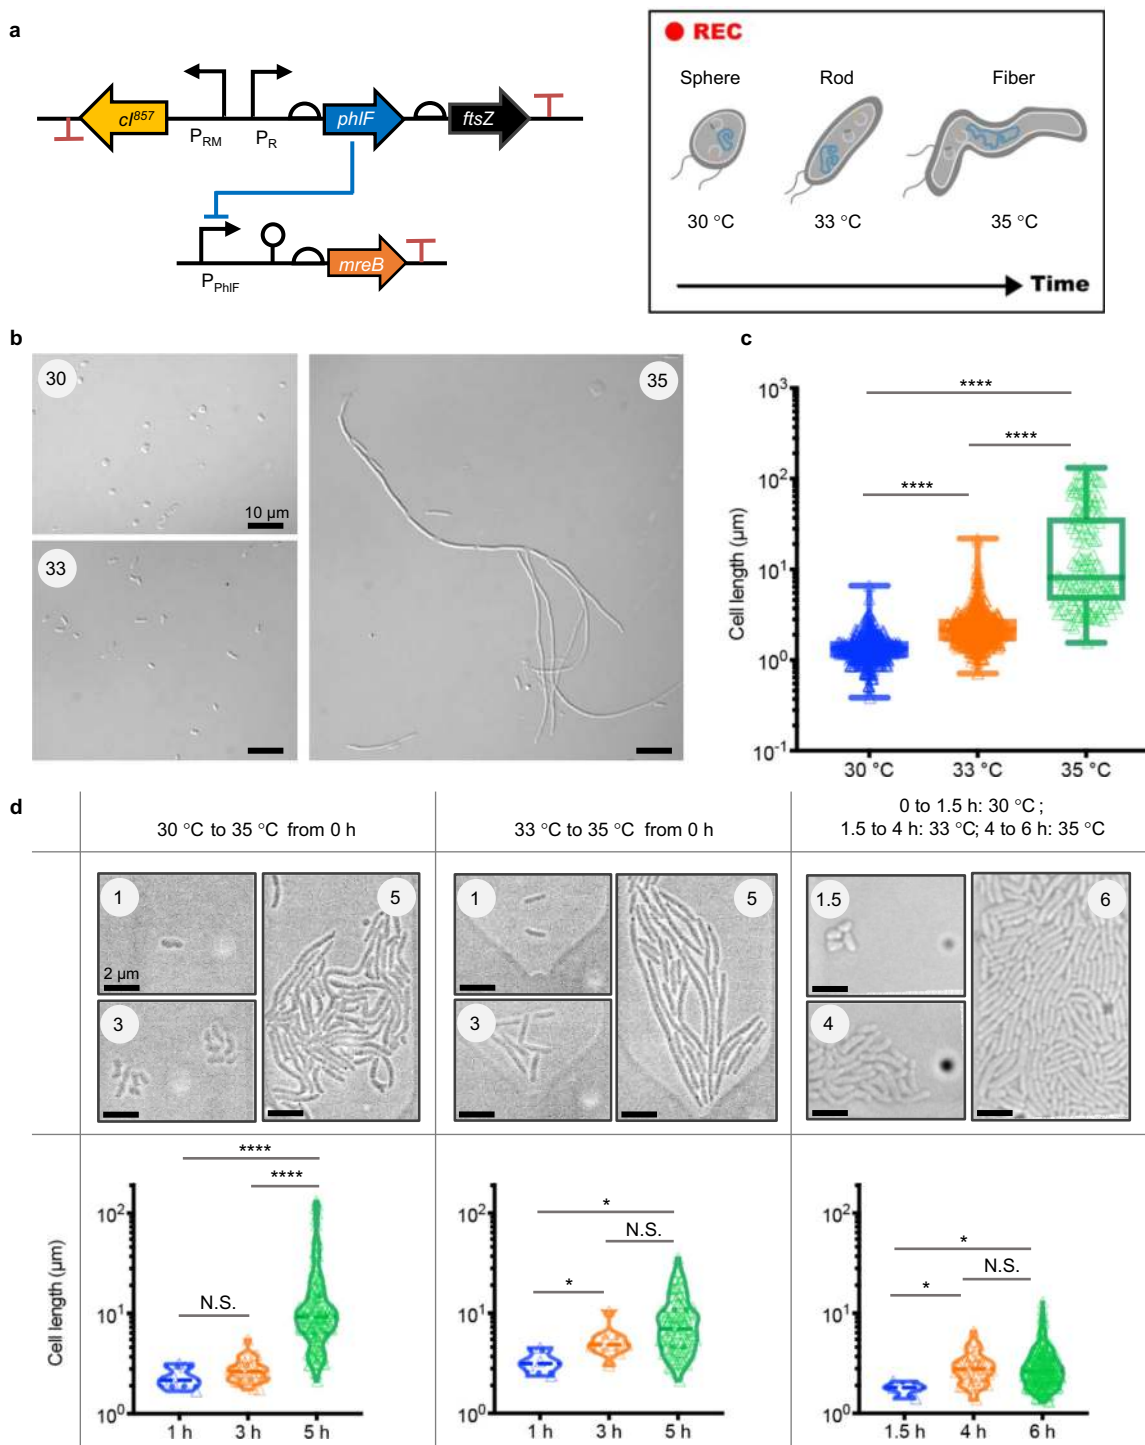 a
cI857
PRM
PR
phlF
ftsZ
PPhlF
mreB
REC
Sphere
Rod
Fiber
30 °C
33 °C
35 °C
Time
b
30
10 µm
33
35
c
Cell length (µm)
10³
10²
10¹
10⁰
10⁻¹
****
****
****
30 °C
33 °C
35 °C
d
30 °C to 35 °C from 0 h
33 °C to 35 °C from 0 h
0 to 1.5 h: 30 °C ;
1.5 to 4 h: 33 °C; 4 to 6 h: 35 °C
1
2 µm
3
5
1
3
5
1.5
4
6
Cell length (µm)
10²
10¹
10⁰
****
****
N.S.
1 h
3 h
5 h
10²
10¹
10⁰
*
N.S.
*
1 h
3 h
5 h
10²
10¹
10⁰
*
N.S.
*
1.5 h
4 h
6 h